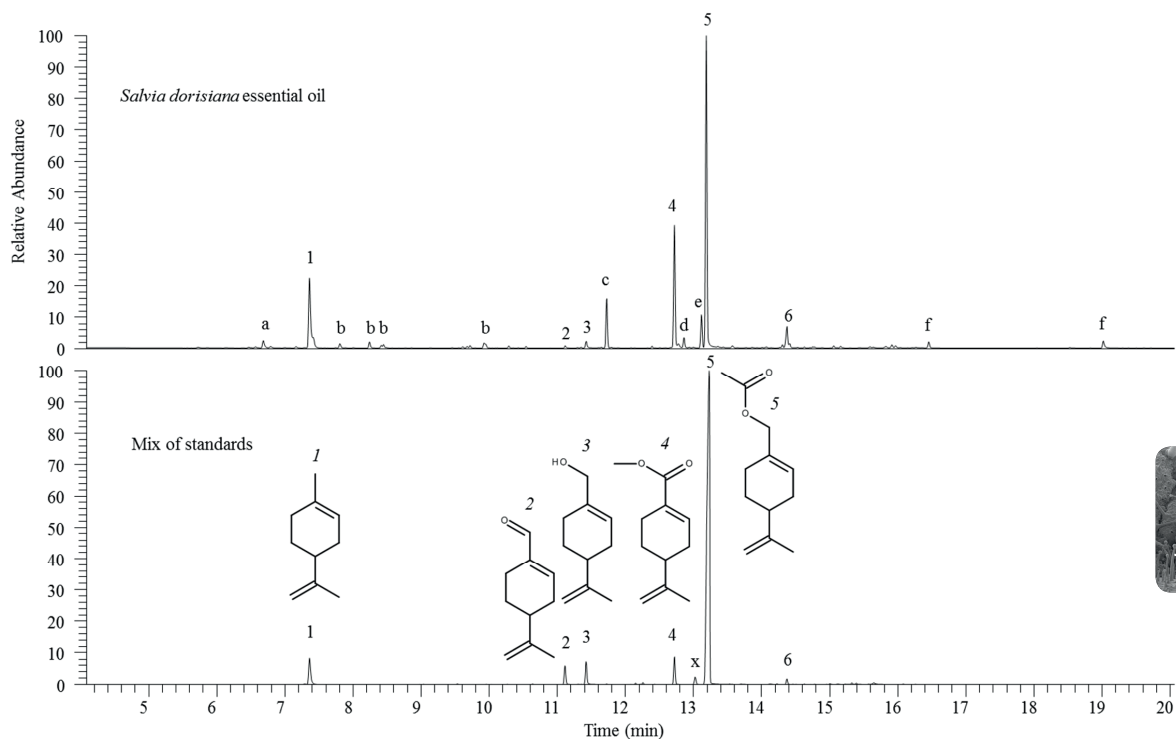 5
100
90
Salvia dorisiana essential oil
80
70
60
50
4
40
30
1
c
20
e
10
a
b
b b
b
2
3
d
6
f
f
0
Relative Abundance
5
100
O
O
5
90
Mix of standards
80
1
3
4
70
HO
O
O
60
2
50
O
40
30
20
1
2
3
4
x
6
10
0
5 6 7 8 9 10 11 12 13 14 15 16 17 18 19 20
Time (min)